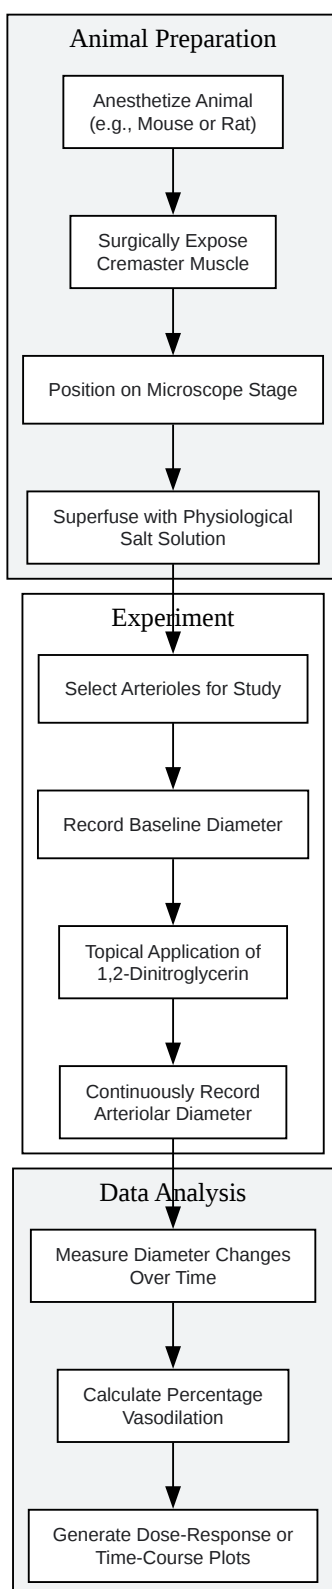 Animal Preparation
Anesthetize Animal
(e.g., Mouse or Rat)
Surgically Expose
Cremaster Muscle
Position on Microscope Stage
Superfuse with Physiological
Salt Solution
Experiment
Select Arterioles for Study
Record Baseline Diameter
Topical Application of
1,2-Dinitroglycerin
Continuously Record
Arteriolar Diameter
Data Analysis
Measure Diameter Changes
Over Time
Calculate Percentage
Vasodilation
Generate Dose-Response or
Time-Course Plots